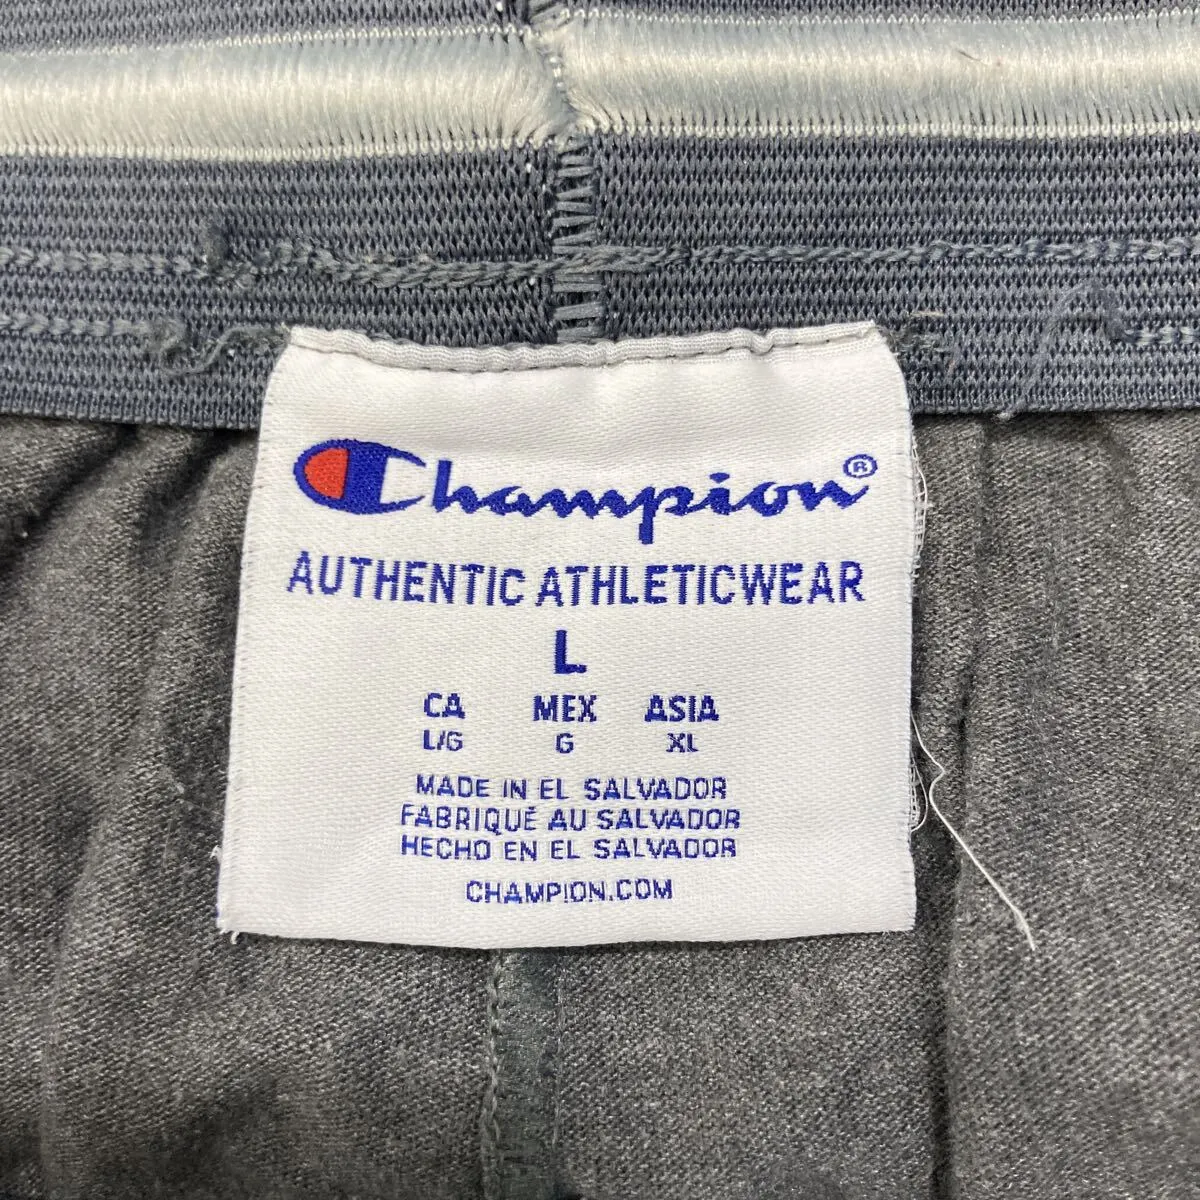 Champion®
AUTHENTIC ATHLETICWEAR
L
CA MEX ASIA
L/G G XL
MADE IN EL SALVADOR
FABRIQUÉ AU SALVADOR
HECHO EN EL SALVADOR
CHAMPION.COM